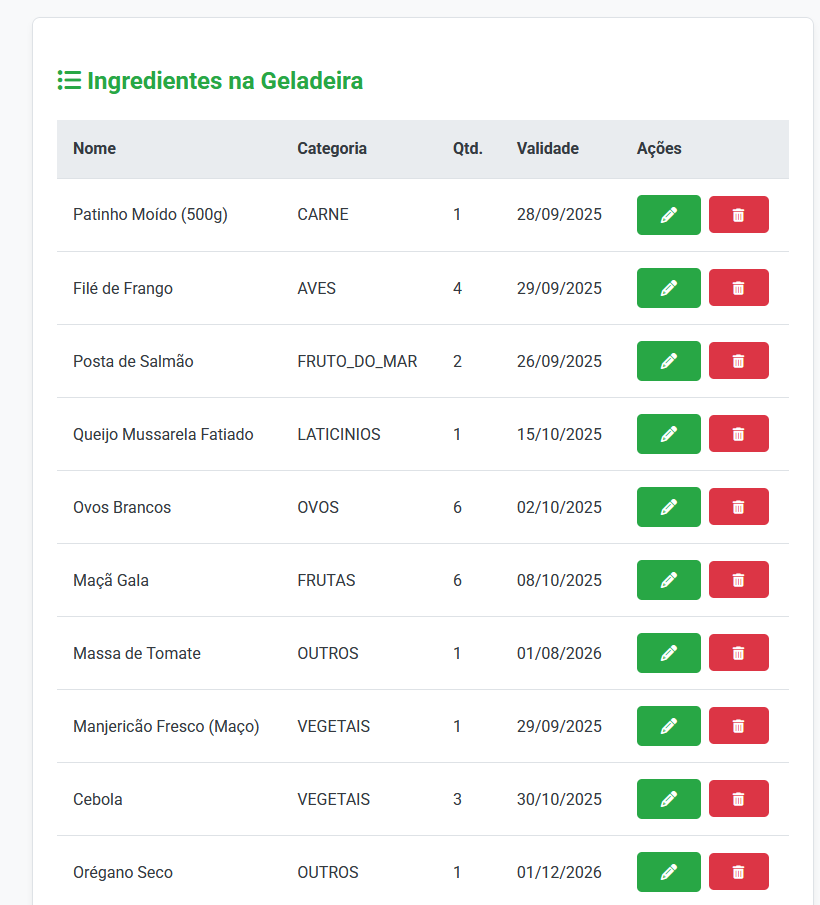 Ingredientes na Geladeira
Nome Categoria Qtd. Validade Ações
Patinho Moído (500g) CARNE 1 28/09/2025
Filé de Frango AVES 4 29/09/2025
Posta de Salmão FRUTO_DO_MAR 2 26/09/2025
Queijo Mussarela Fatiado LATICINIOS 1 15/10/2025
Ovos Brancos OVOS 6 02/10/2025
Maçã Gala FRUTAS 6 08/10/2025
Massa de Tomate OUTROS 1 01/08/2026
Manjericão Fresco (Maço) VEGETAIS 1 29/09/2025
Cebola VEGETAIS 3 30/10/2025
Orégano Seco OUTROS 1 01/12/2026